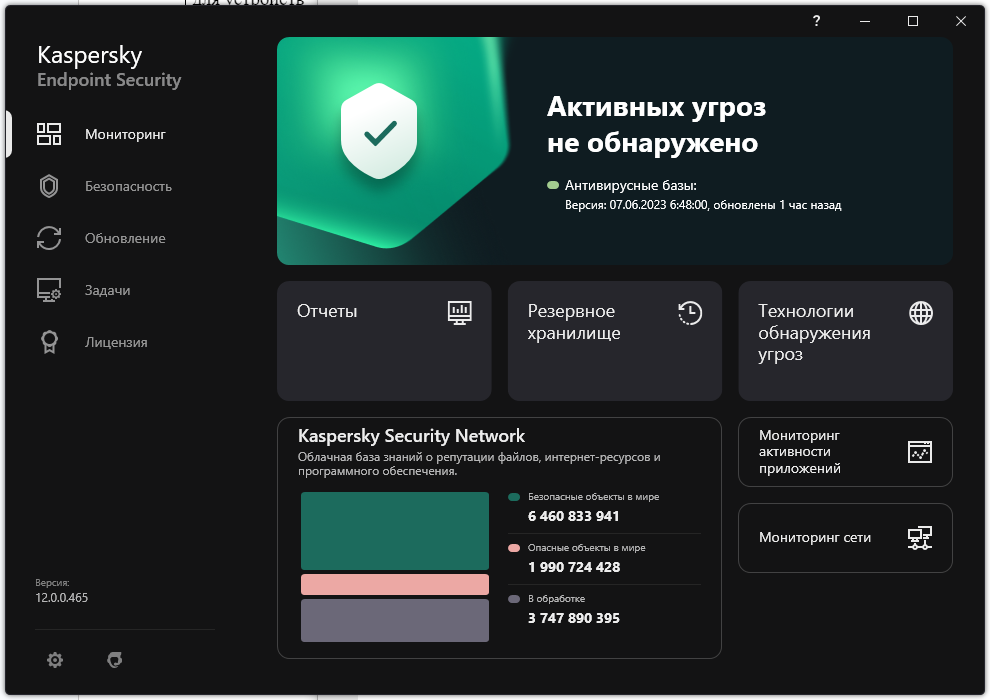 для устройств
?
Kaspersky
Endpoint Security
Мониторинг
Безопасность
Обновление
Задачи
Лицензия
Версия:
12.0.0.465
Активных угроз
не обнаружено
Антивирусные базы:
Версия: 07.06.2023 6:48:00, обновлены 1 час назад
Отчеты
Резервное
хранилище
Технологии
обнаружения
угроз
Kaspersky Security Network
Облачная база знаний о репутации файлов, интернет-ресурсов и
программного обеспечения.
Безопасные объекты в мире
6 460 833 941
Опасные объекты в мире
1 990 724 428
В обработке
3 747 890 395
Мониторинг
активности
приложений
Мониторинг сети